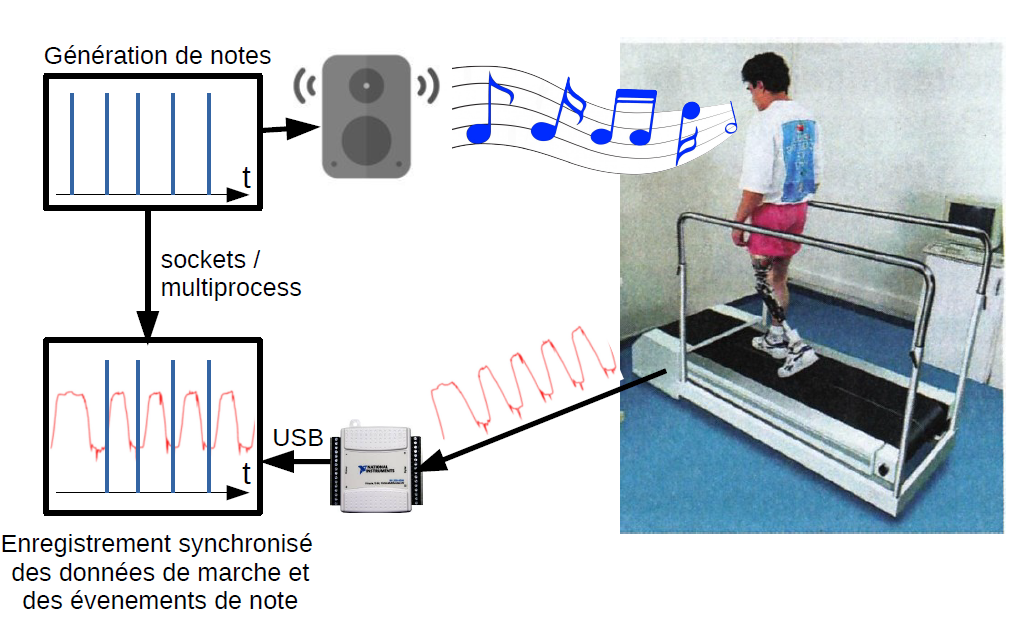 Génération de notes
t
sockets /
multiprocess
USB
t
NATIONAL
INSTRUMENTS
Enregistrement synchronisé
des données de marche et
des évenements de note